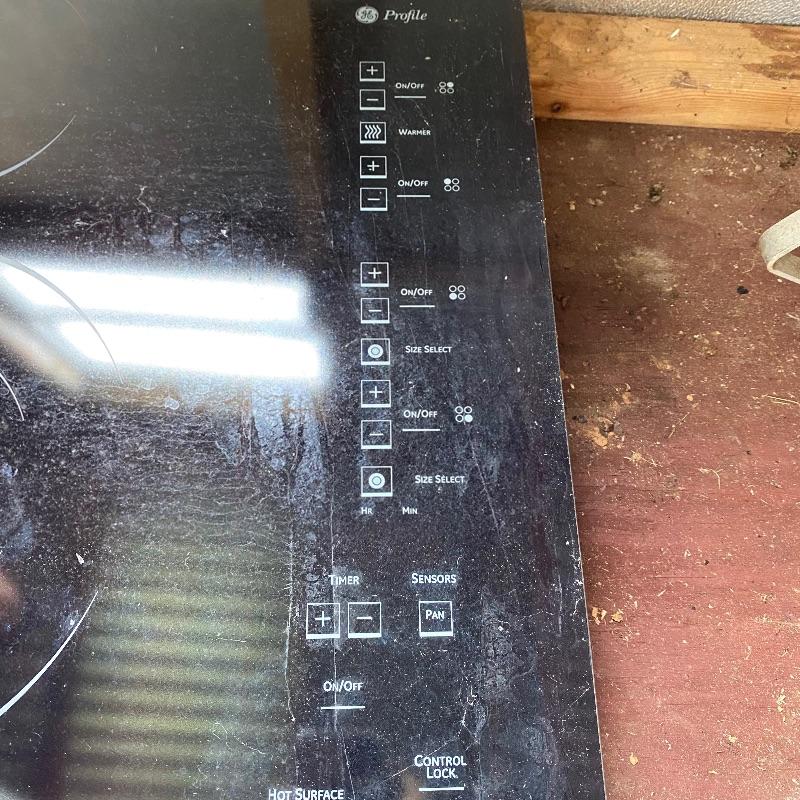 GE Profile
+
On/Off
−
Warmer
+
On/Off
−
+
On/Off
−
Size Select
+
On/Off
−
Size Select
Hr Min
Timer Sensors
+ − Pan
On/Off
Control
Lock
Hot Surface